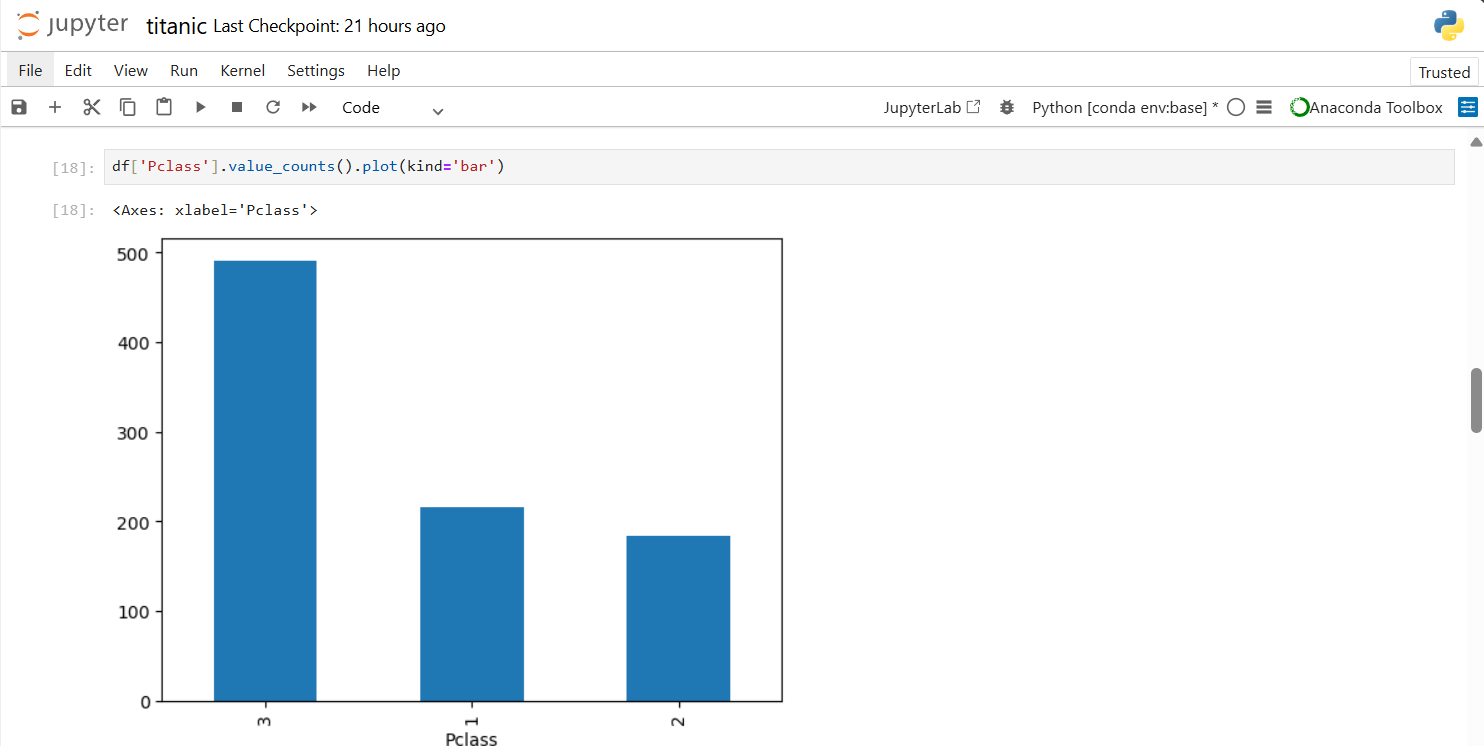 jupyter titanic Last Checkpoint: 21 hours ago
File Edit View Run Kernel Settings Help Trusted
Code JupyterLab Python [conda env:base] * Anaconda Toolbox
[18]: df['Pclass'].value_counts().plot(kind='bar')
[18]: <Axes: xlabel='Pclass'>
500
400
300
200
100
0
3 1 2
Pclass